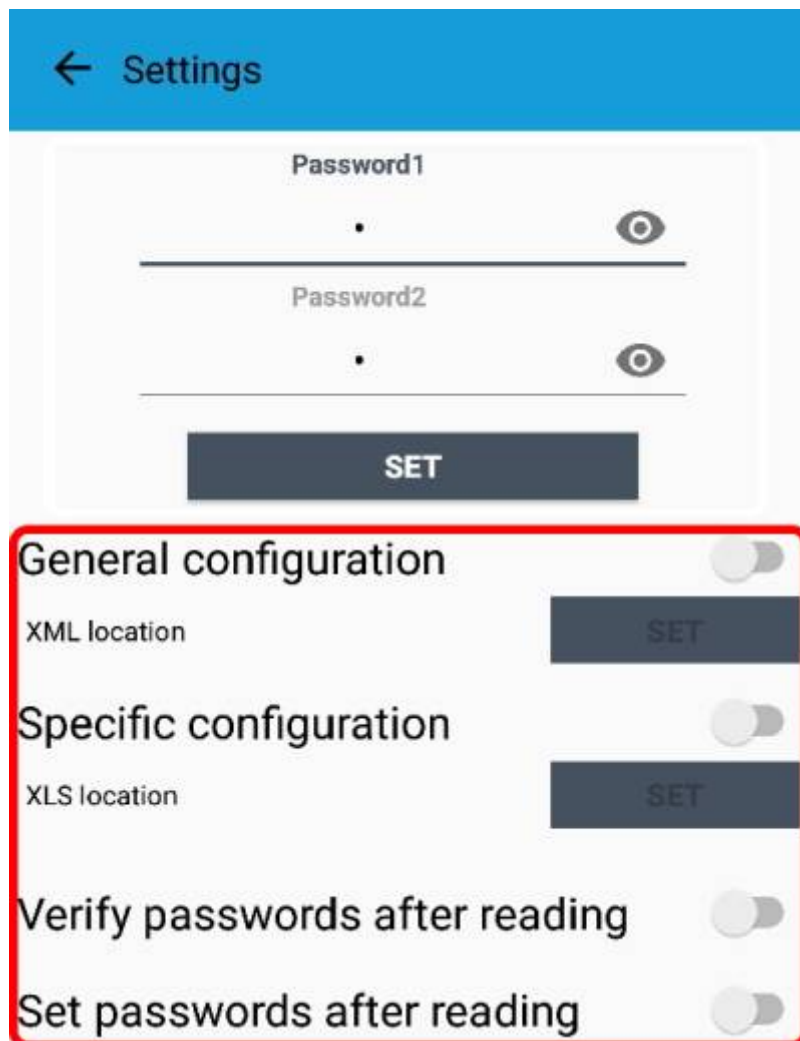 Settings
Password1
•
Password2
•
SET
General configuration
XML location
SET
Specific configuration
XLS location
SET
Verify passwords after reading
Set passwords after reading